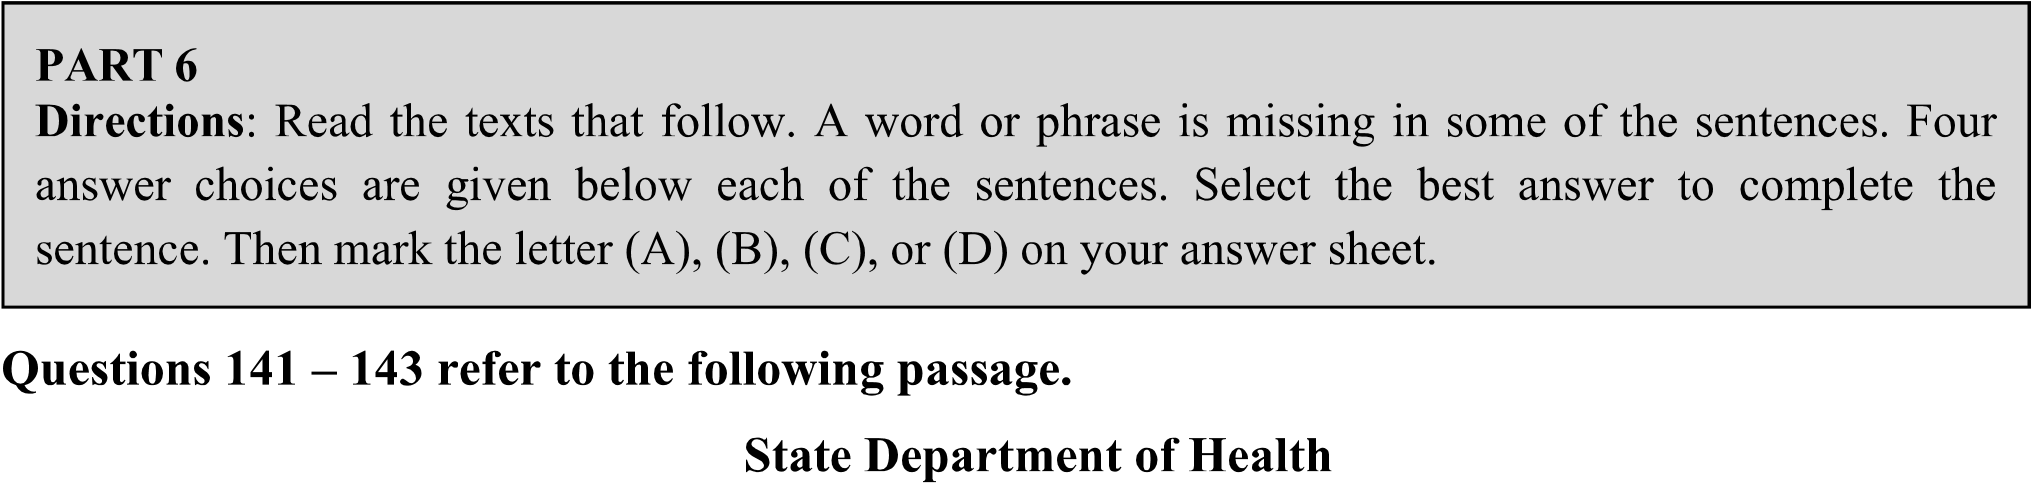 PART 6
Directions: Read the texts that follow. A word or phrase is missing in some of the sentences. Four
answer choices are given below each of the sentences. Select the best answer to complete the
sentence. Then mark the letter (A), (B), (C), or (D) on your answer sheet.
Questions 141 – 143 refer to the following passage.
State Department of Health